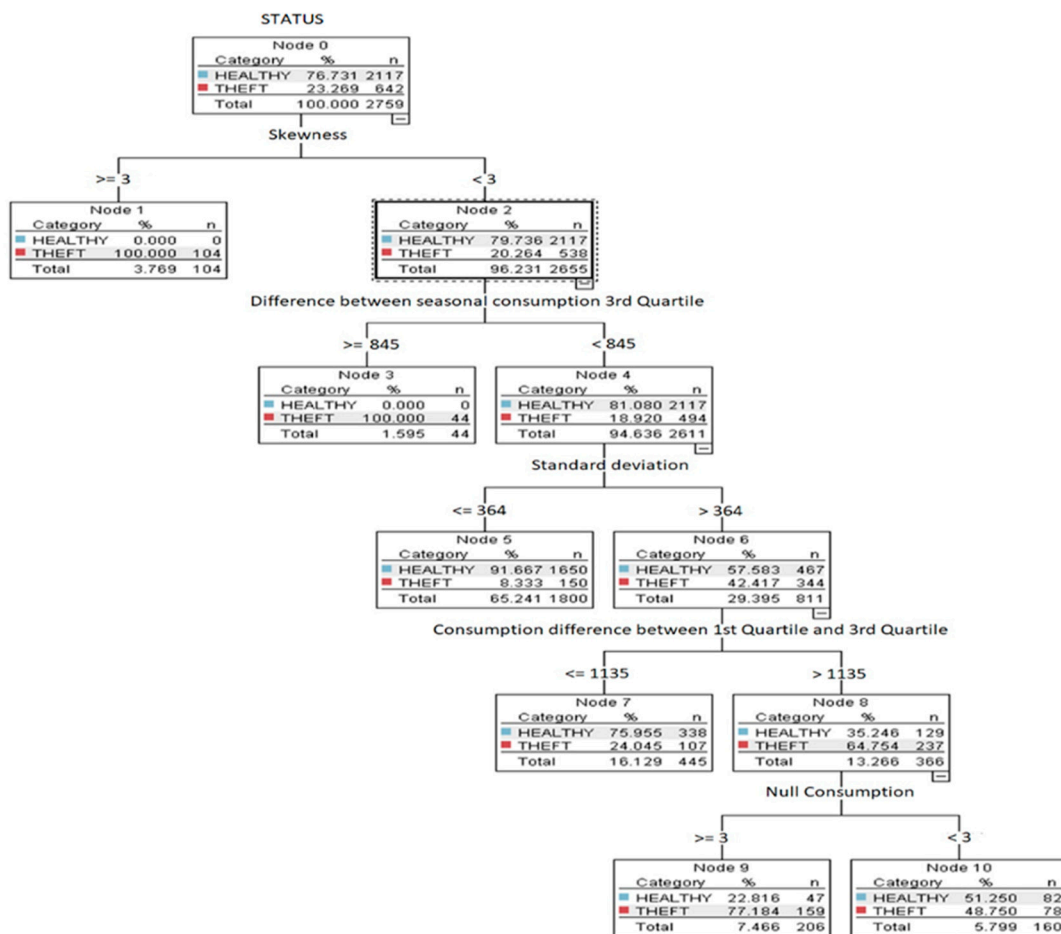 STATUS
Node 0
Category % n
HEALTHY 76.731 2117
THEFT 23.269 642
Total 100.000 2759
Skewness
>= 3
< 3
Node 1
Category % n
HEALTHY 0.000 0
THEFT 100.000 104
Total 3.769 104
Node 2
Category % n
HEALTHY 79.736 2117
THEFT 20.264 538
Total 96.231 2655
Difference between seasonal consumption 3rd Quartile
>= 845
< 845
Node 3
Category % n
HEALTHY 0.000 0
THEFT 100.000 44
Total 1.595 44
Node 4
Category % n
HEALTHY 81.080 2117
THEFT 18.920 494
Total 94.636 2611
Standard deviation
<= 364
> 364
Node 5
Category % n
HEALTHY 91.667 1650
THEFT 8.333 150
Total 65.241 1800
Node 6
Category % n
HEALTHY 57.583 467
THEFT 42.417 344
Total 29.395 811
Consumption difference between 1st Quartile and 3rd Quartile
<= 1135
> 1135
Node 7
Category % n
HEALTHY 75.955 338
THEFT 24.045 107
Total 16.129 445
Node 8
Category % n
HEALTHY 35.246 129
THEFT 64.754 237
Total 13.266 366
Null Consumption
>= 3
< 3
Node 9
Category % n
HEALTHY 22.816 47
THEFT 77.184 159
Total 7.466 206
Node 10
Category % n
HEALTHY 51.250 82
THEFT 48.750 78
Total 5.799 160